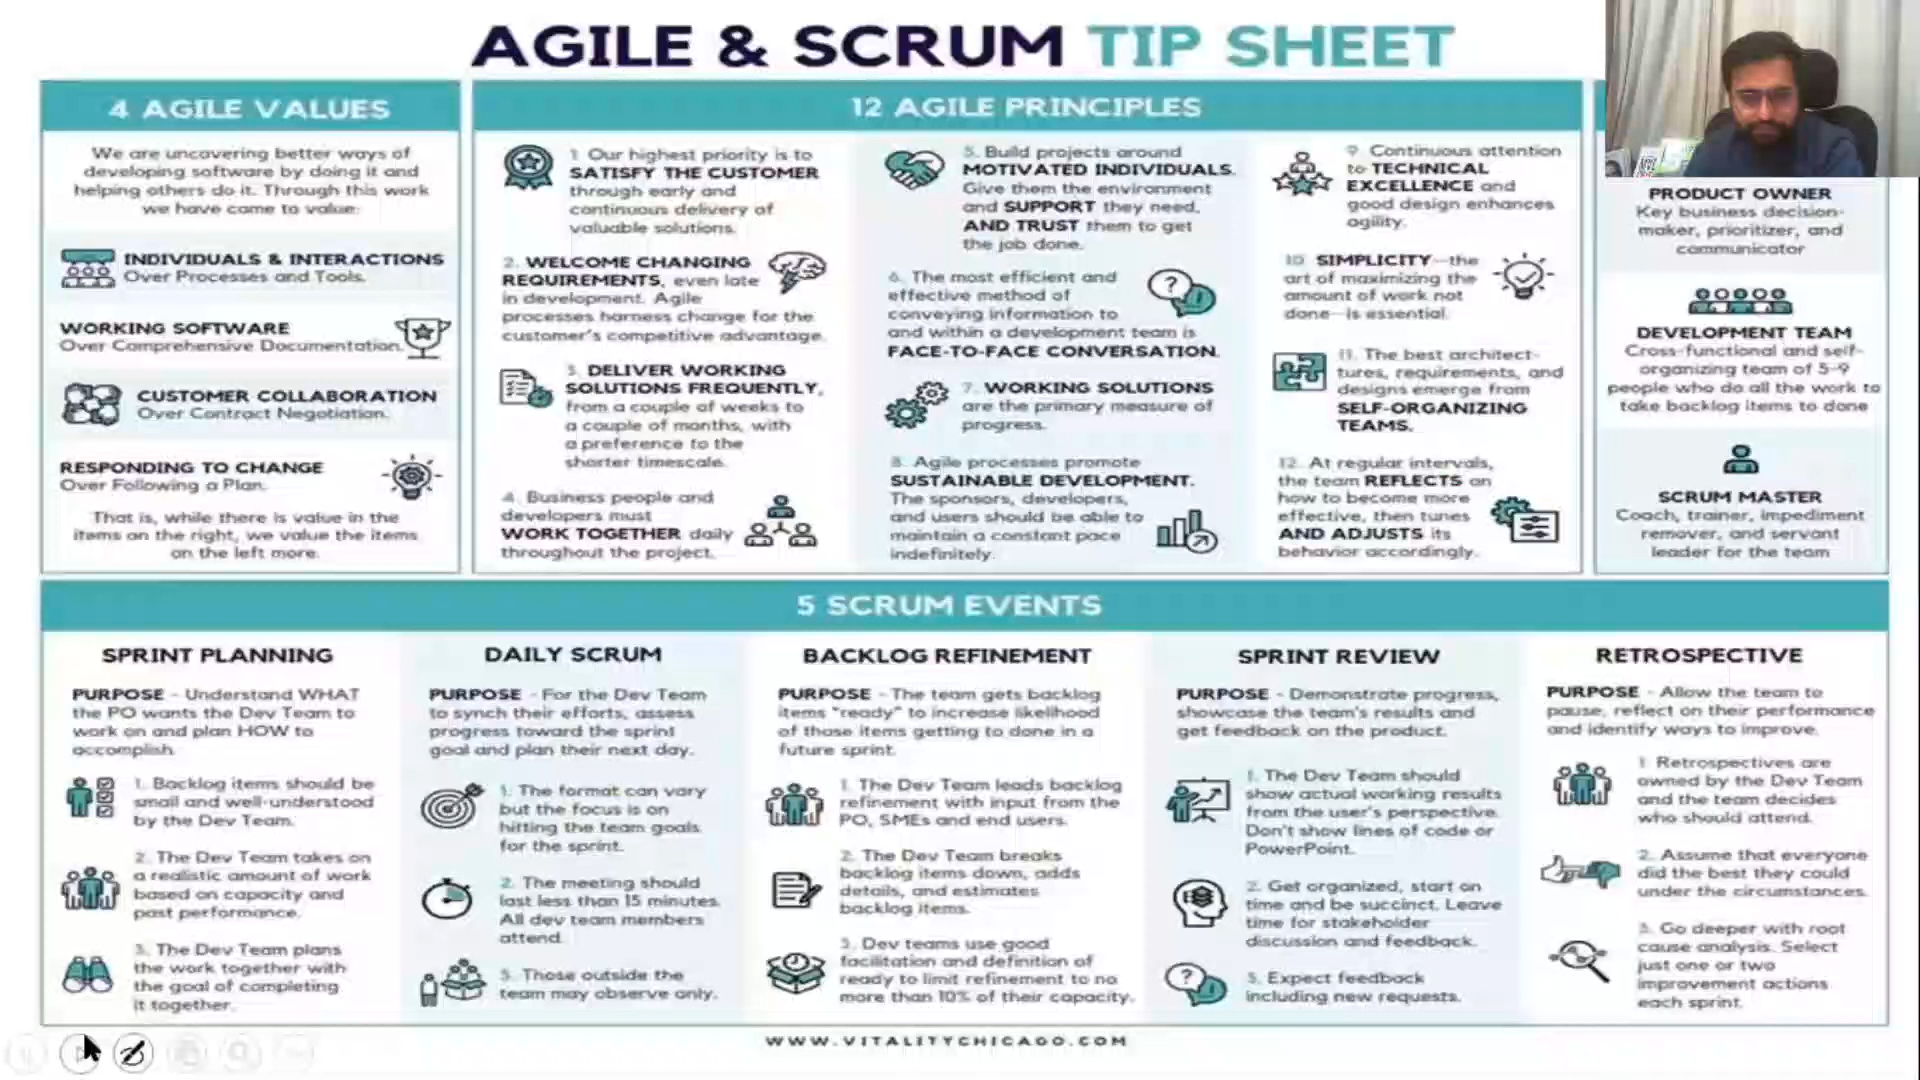 AGILE & SCRUM TIP SHEET
4 AGILE VALUES
We are uncovering better ways of
developing software by doing it and
helping others do it. Through this work
we have come to value:
INDIVIDUALS & INTERACTIONS
Over Processes and Tools.
WORKING SOFTWARE
Over Comprehensive Documentation.
CUSTOMER COLLABORATION
Over Contract Negotiation.
RESPONDING TO CHANGE
Over Following a Plan.
That is, while there is value in the
items on the right, we value the items
on the left more.
12 AGILE PRINCIPLES
1. Our highest priority is to
SATISFY THE CUSTOMER
through early and
continuous delivery of
valuable solutions.
2. WELCOME CHANGING
REQUIREMENTS, even late
in development. Agile
processes harness change for the
customer's competitive advantage.
3. DELIVER WORKING
SOLUTIONS FREQUENTLY,
from a couple of weeks to
a couple of months, with
a preference to the
shorter timescale.
4. Business people and
developers must
WORK TOGETHER daily
throughout the project.
5. Build projects around
MOTIVATED INDIVIDUALS.
Give them the environment
and SUPPORT they need,
AND TRUST them to get
the job done.
6. The most efficient and
effective method of
conveying information to
and within a development team is
FACE-TO-FACE CONVERSATION.
7. WORKING SOLUTIONS
are the primary measure of
progress.
8. Agile processes promote
SUSTAINABLE DEVELOPMENT.
The sponsors, developers,
and users should be able to
maintain a constant pace
indefinitely.
9. Continuous attention
to TECHNICAL
EXCELLENCE and
good design enhances
agility.
10. SIMPLICITY—the
art of maximizing the
amount of work not
done—is essential.
11. The best architect-
tures, requirements, and
designs emerge from
SELF-ORGANIZING
TEAMS.
12. At regular intervals,
the team REFLECTS on
how to become more
effective, then tunes
AND ADJUSTS its
behavior accordingly.
PRODUCT OWNER
Key business decision-
maker, prioritizer, and
communicator
DEVELOPMENT TEAM
Cross-functional and self-
organizing team of 5-9
people who do all the work to
take backlog items to done
SCRUM MASTER
Coach, trainer, impediment
remover, and servant
leader for the team
5 SCRUM EVENTS
SPRINT PLANNING
PURPOSE - Understand WHAT
the PO wants the Dev Team to
work on and plan HOW to
accomplish.
1. Backlog items should be
small and well-understood
by the Dev Team.
2. The Dev Team takes on
a realistic amount of work
based on capacity and
past performance.
3. The Dev Team plans
the work together with
the goal of completing
it together.
DAILY SCRUM
PURPOSE - For the Dev Team
to synch their efforts, assess
progress toward the sprint
goal and plan their next day.
1. The format can vary
but the focus is on
hitting the team goals
for the sprint.
2. The meeting should
last less than 15 minutes.
All dev team members
attend.
3. Those outside the
team may observe only.
BACKLOG REFINEMENT
PURPOSE - The team gets backlog
items "ready" to increase likelihood
of those items getting to done in a
future sprint.
1. The Dev Team leads backlog
refinement with input from the
PO, SMEs and end users.
2. The Dev Team breaks
backlog items down, adds
details, and estimates
backlog items.
3. Dev teams use good
facilitation and definition of
ready to limit refinement to no
more than 10% of their capacity.
SPRINT REVIEW
PURPOSE - Demonstrate progress,
showcase the team's results and
get feedback on the product.
1. The Dev Team should
show actual working results
from the user's perspective.
Don't show lines of code or
PowerPoint.
2. Get organized, start on
time and be succinct. Leave
time for stakeholder
discussion and feedback.
3. Expect feedback
including new requests.
RETROSPECTIVE
PURPOSE - Allow the team to
pause, reflect on their performance
and identify ways to improve.
1. Retrospectives are
owned by the Dev Team
and the team decides
who should attend.
2. Assume that everyone
did the best they could
under the circumstances.
3. Go deeper with root
cause analysis. Select
just one or two
improvement actions
each sprint.
WWW.VITALITYCHICAGO.COM